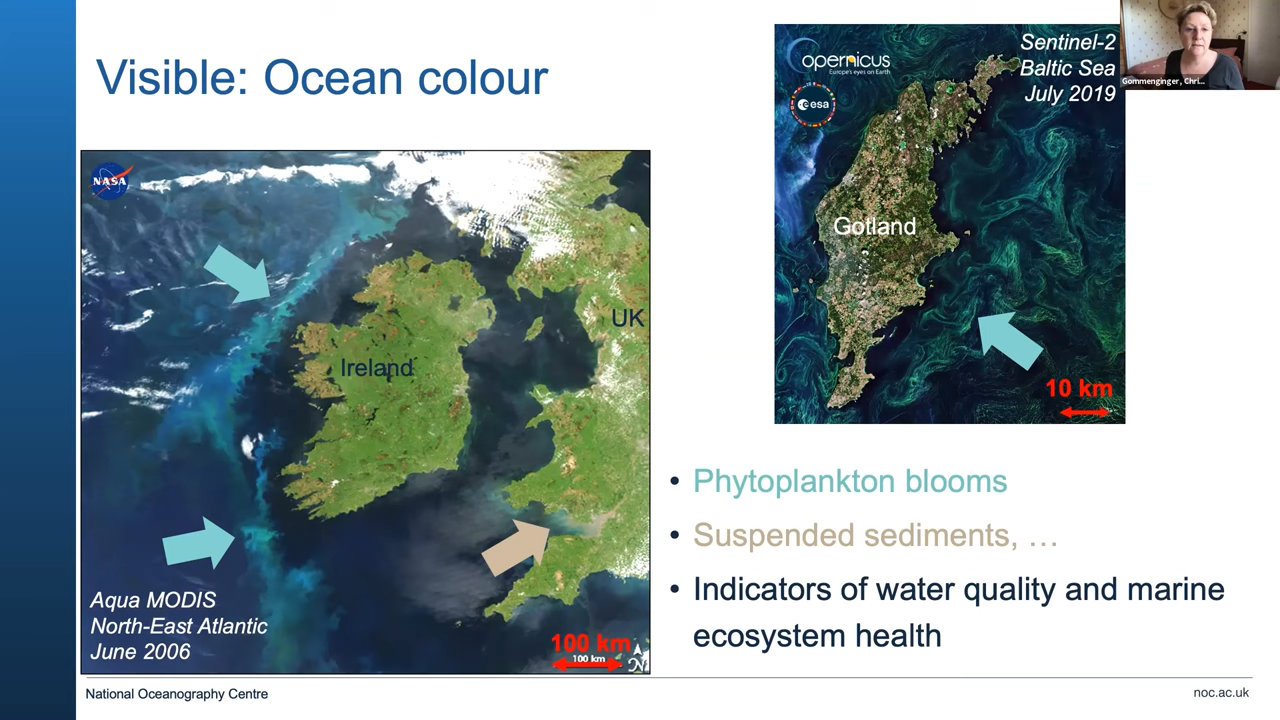 Visible: Ocean colour
NASA
Ireland
UK
Aqua MODIS
North-East Atlantic
June 2006
100 km
100 km
N
opernicus
Europe's eyes on Earth
esa
Sentinel-2
Baltic Sea
July 2019
Gotland
10 km
Gommenginger, Chri...
• Phytoplankton blooms
• Suspended sediments, …
• Indicators of water quality and marine
ecosystem health
National Oceanography Centre
noc.ac.uk